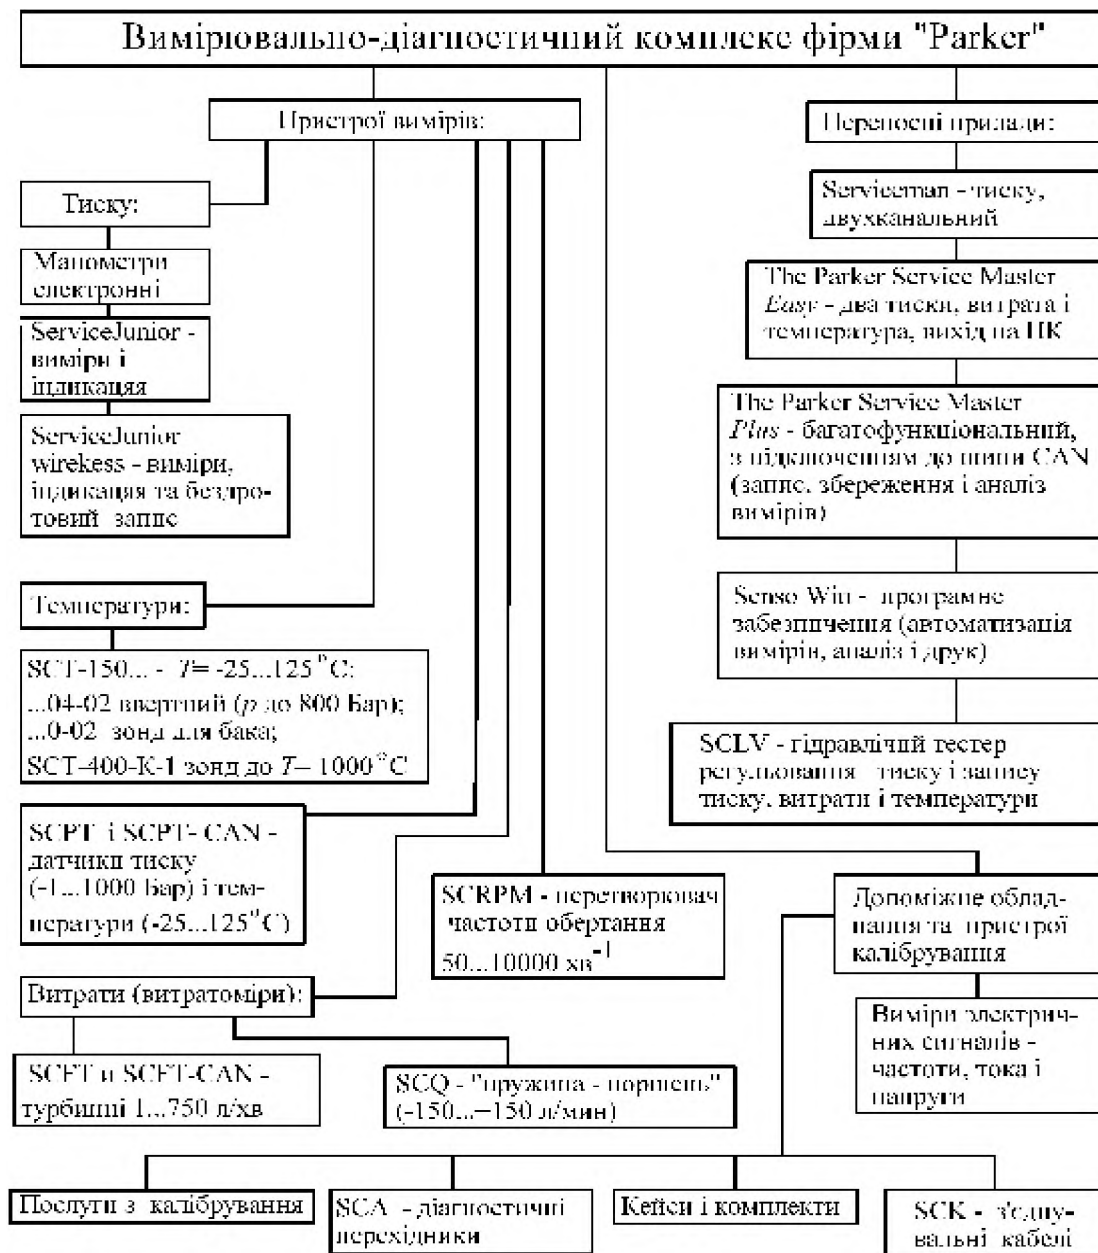 Вимірювально-діагностичний комплекс фірми "Parker"
Пристрої вимірів:
Тиску:
Манометри
електронні
ServiceJunior -
виміри і
індикацяя
ServiceJunior
wirekess - виміри,
індикацяя та бездро-
товий запис
Температури:
SCT-150... - T= -25...125°C:
...04-02 ввертний (p до 800 Бар);
...0-02 зонд для бака;
SCT-400-К-1 зонд до T= 1000°C
SCPT і SCPT- CAN -
датчики тиску
(-1...1000 Бар) і тем-
ператури (-25...125°C)
Витрати (витратоміри):
SCFT и SCFT-CAN -
турбинні 1...750 л/хв
SCQ - "пружина - поршень"
(-150...+150 л/мин)
SCRPM - перетворювач
частоти обертання
50...10000 хв-1
Переносні прилади:
Serviceman - тиску,
двухканальний
The Parker Service Master
Easy - два тиски, витрата і
температура, вихід на ПК
The Parker Service Master
Plus - багатофункціональний,
з підключенням до шини CAN
(запис, збереження і аналіз
вимірів)
Senso Win - програмне
забезпичення (автоматизація
вимірів, аналіз і друк)
SCLV - гідравлічий тестер
регульовання тиску і запису
тиску, витрати і температури
Допоміжне облад-
нання та пристрої
калібрування
Виміри электрич-
них сигналів -
частоти, тока і
напруги
Послуги з калібрування
SCA - діагностичні
перехідники
Кейси і комплекти
SCK - з'єдну-
вальні кабелі